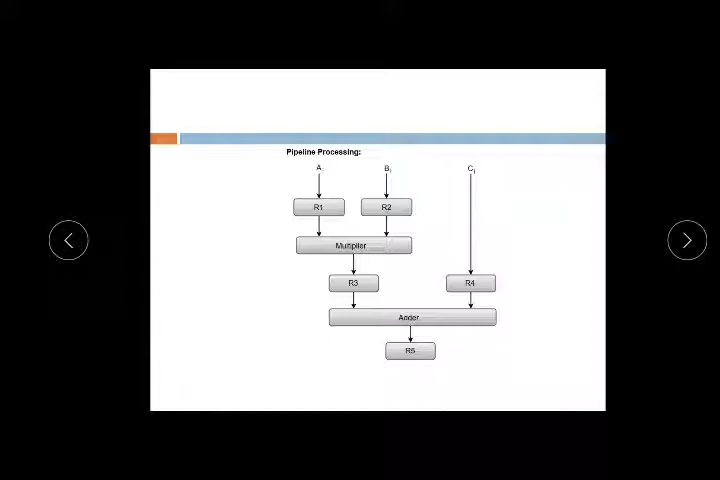 Pipeline Processing:
Ai Bi Ci
R1 R2
Multiplier
R3 R4
Adder
R5